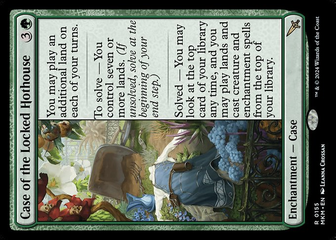 Case of the Locked Hothouse 3
You may play an
additional land on
each of your turns.
To solve — You
control seven or
more lands. (If
unsolved, solve at the
beginning of your
end step.)
Solved — You may
look at the top
card of your library
any time, and you
may play lands and
cast creature and
enchantment spells
from the top of
your library.
Enchantment — Case
R 0155
MKM • EN Leanna Crossan
™ & © 2024 Wizards of the Coast